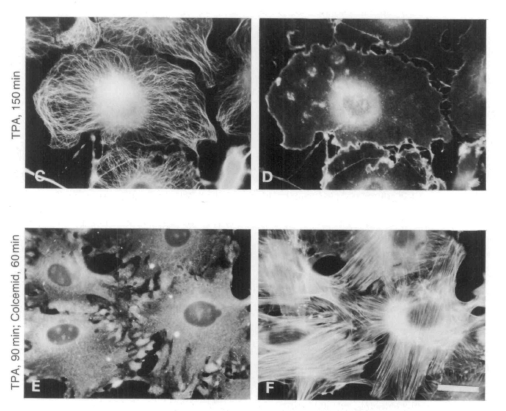 TPA, 150 min
C
D
TPA, 90 min; Colcemid, 60 min
E
F